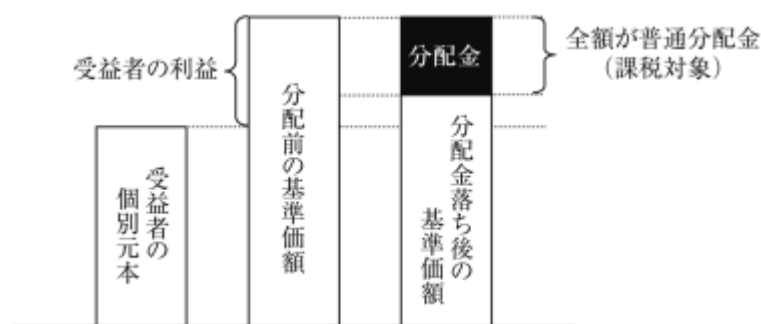 受益者の利益
受益者の
個別元本
分配前の基準価額
分配金
分配金落ち後の
基準価額
全額が普通分配金
（課税対象）